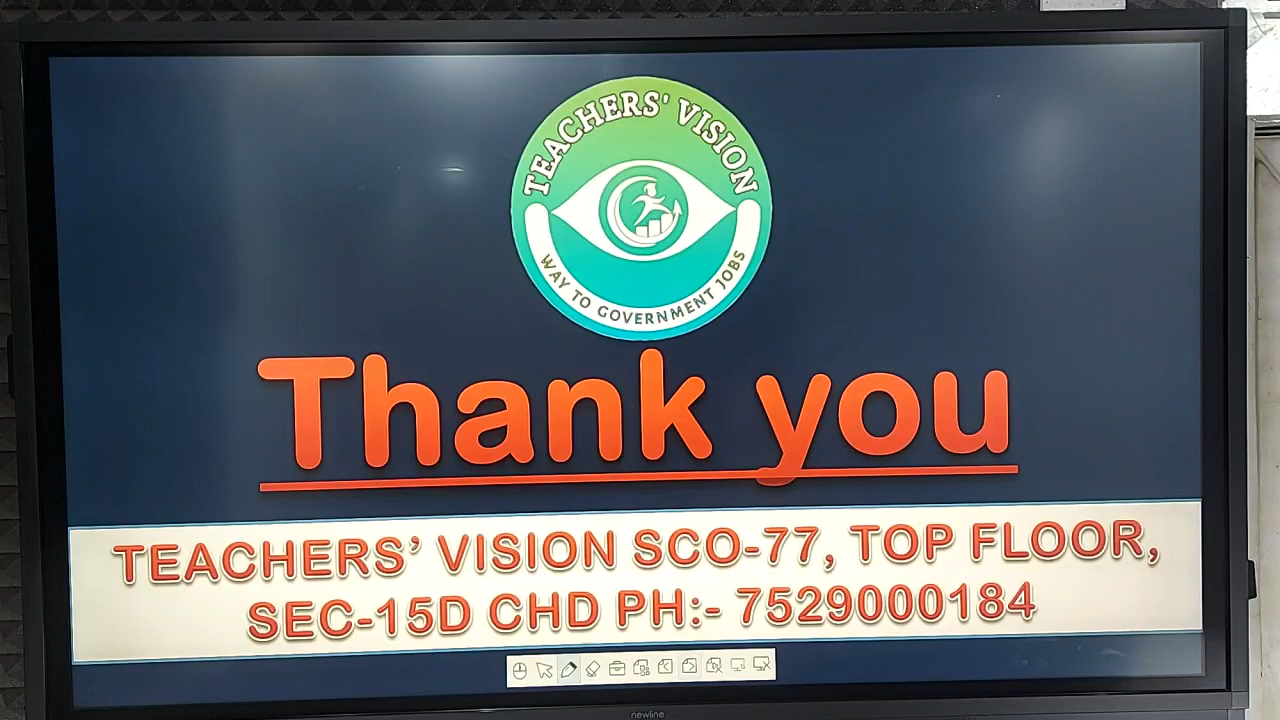 TEACHERS' VISION
WAY TO GOVERNMENT JOBS
Thank you
TEACHERS’ VISION SCO-77, TOP FLOOR,
SEC-15D CHD PH:- 7529000184
newline